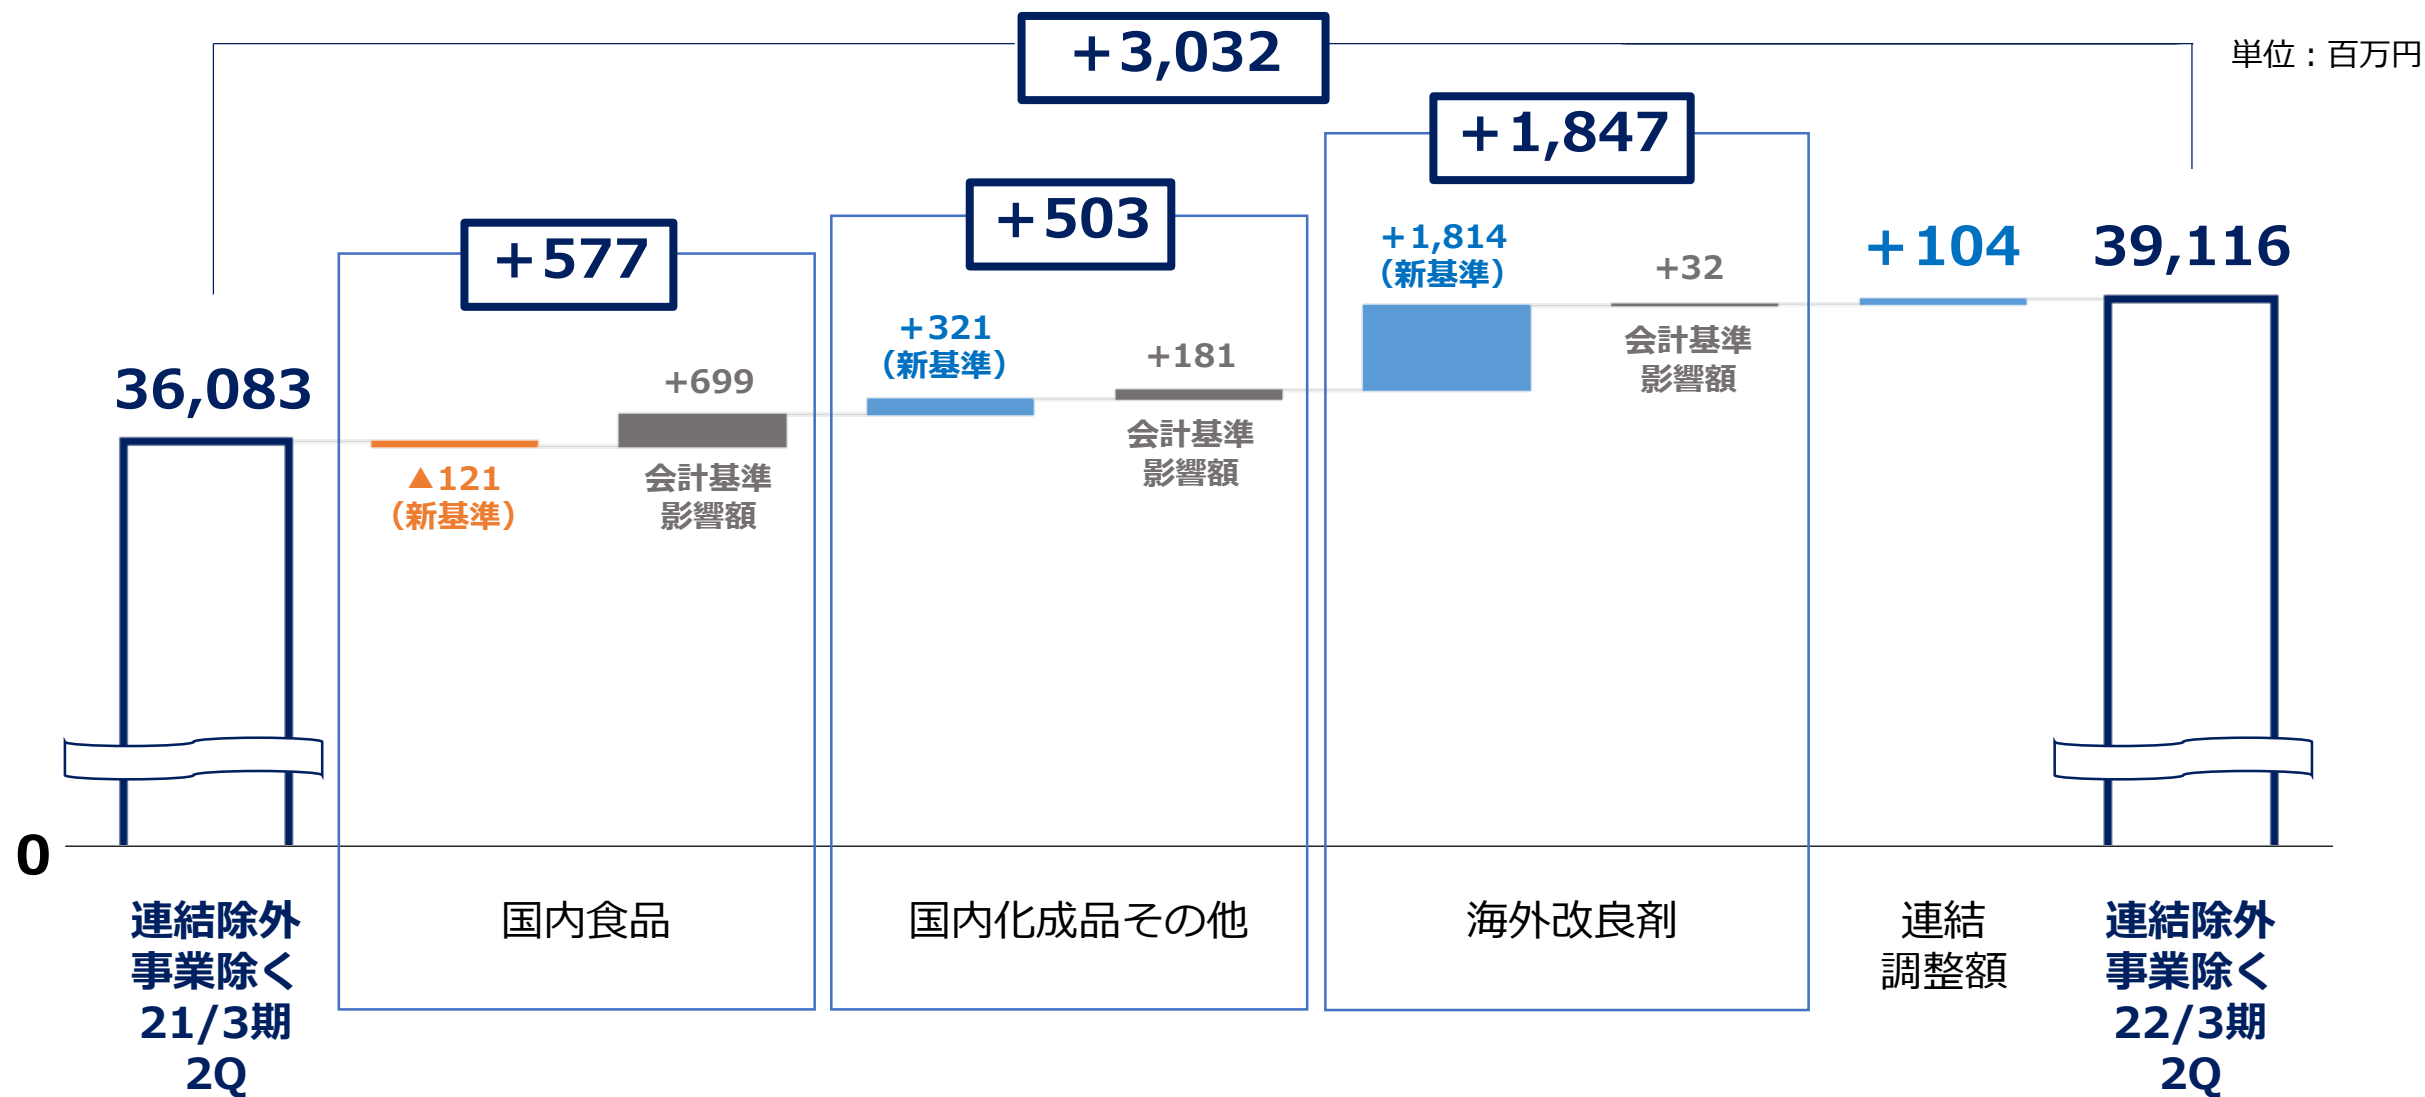 +3,032
単位：百万円
+1,847
+503
+577
+1,814
（新基準）
+32
会計基準
影響額
+104
39,116
+321
（新基準）
+181
会計基準
影響額
36,083
+699
会計基準
影響額
▲121
（新基準）
0
連結除外
事業除く
21/3期
2Q
国内食品
国内化成品その他
海外改良剤
連結
調整額
連結除外
事業除く
22/3期
2Q